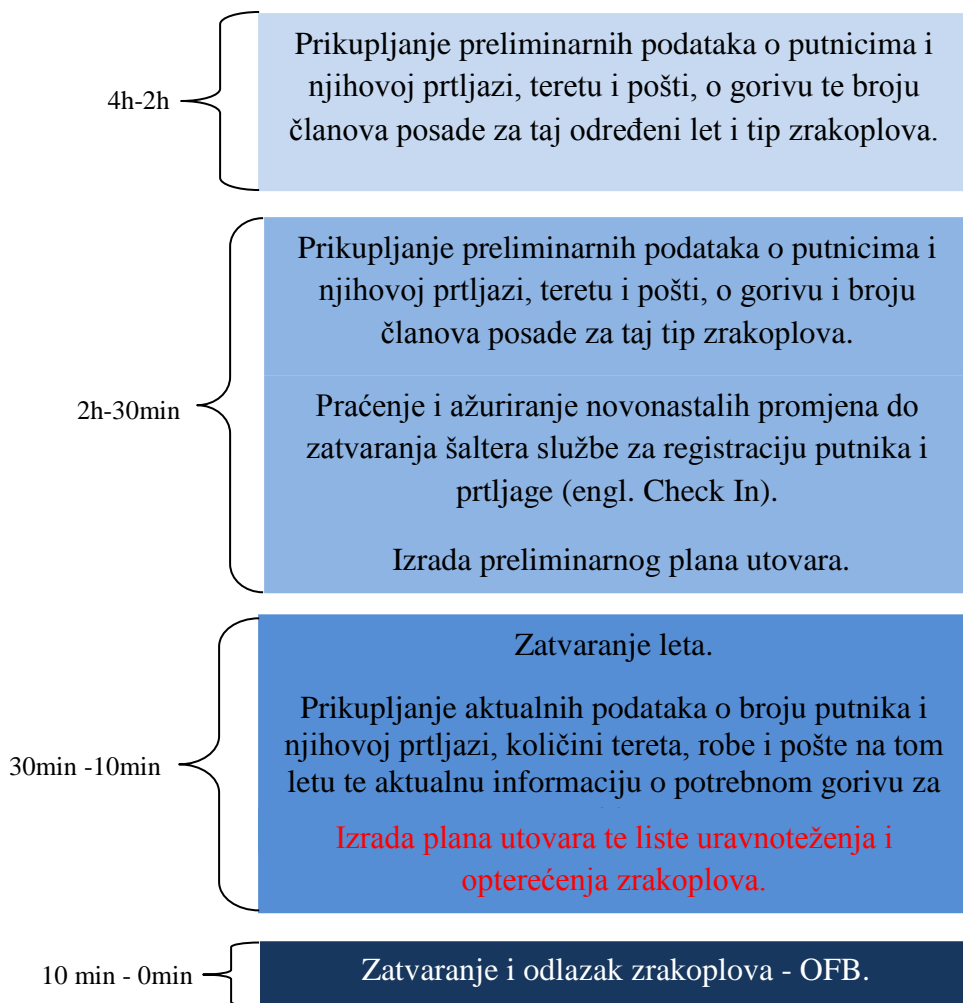 4h-2h
Prikupljanje preliminarnih podataka o putnicima i
njihovoj prtljazi, teretu i pošti, o gorivu te broju
članova posade za taj određeni let i tip zrakoplova.
2h-30min
Prikupljanje preliminarnih podataka o putnicima i
njihovoj prtljazi, teretu i pošti, o gorivu i broju
članova posade za taj tip zrakoplova.
Praćenje i ažuriranje novonastalih promjena do
zatvaranja šaltera službe za registraciju putnika i
prtljage (engl. Check In).
Izrada preliminarnog plana utovara.
30min -10min
Zatvaranje leta.
Prikupljanje aktualnih podataka o broju putnika i
njihovoj prtljazi, količini tereta, robe i pošte na tom
letu te aktualnu informaciju o potrebnom gorivu za
Izrada plana utovara te liste uravnoteženja i
opterećenja zrakoplova.
10 min - 0min
Zatvaranje i odlazak zrakoplova - OFB.